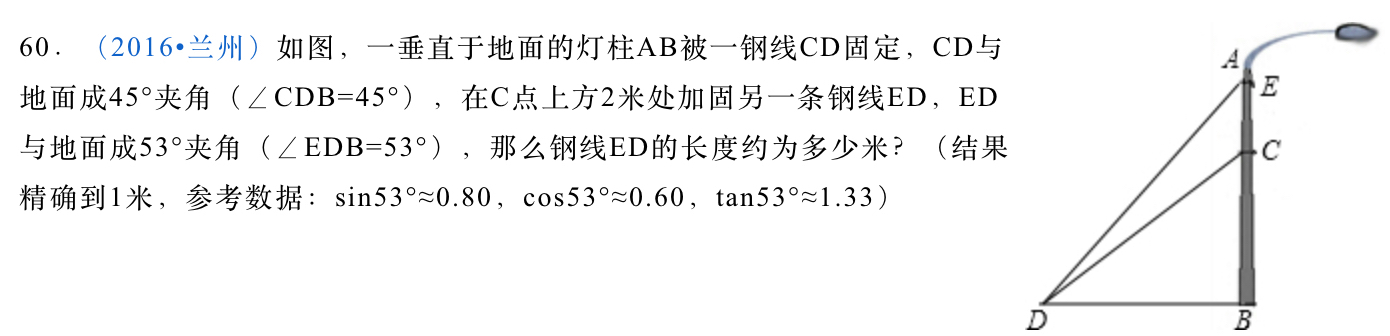 60．（2016•兰州）如图，一垂直于地面的灯柱AB被一钢线CD固定，CD与
地面成45°夹角（∠CDB=45°），在C点上方2米处加固另一条钢线ED，ED
与地面成53°夹角（∠EDB=53°），那么钢线ED的长度约为多少米？（结果
精确到1米，参考数据：sin53°≈0.80，cos53°≈0.60，tan53°≈1.33）
A
E
C
D
B